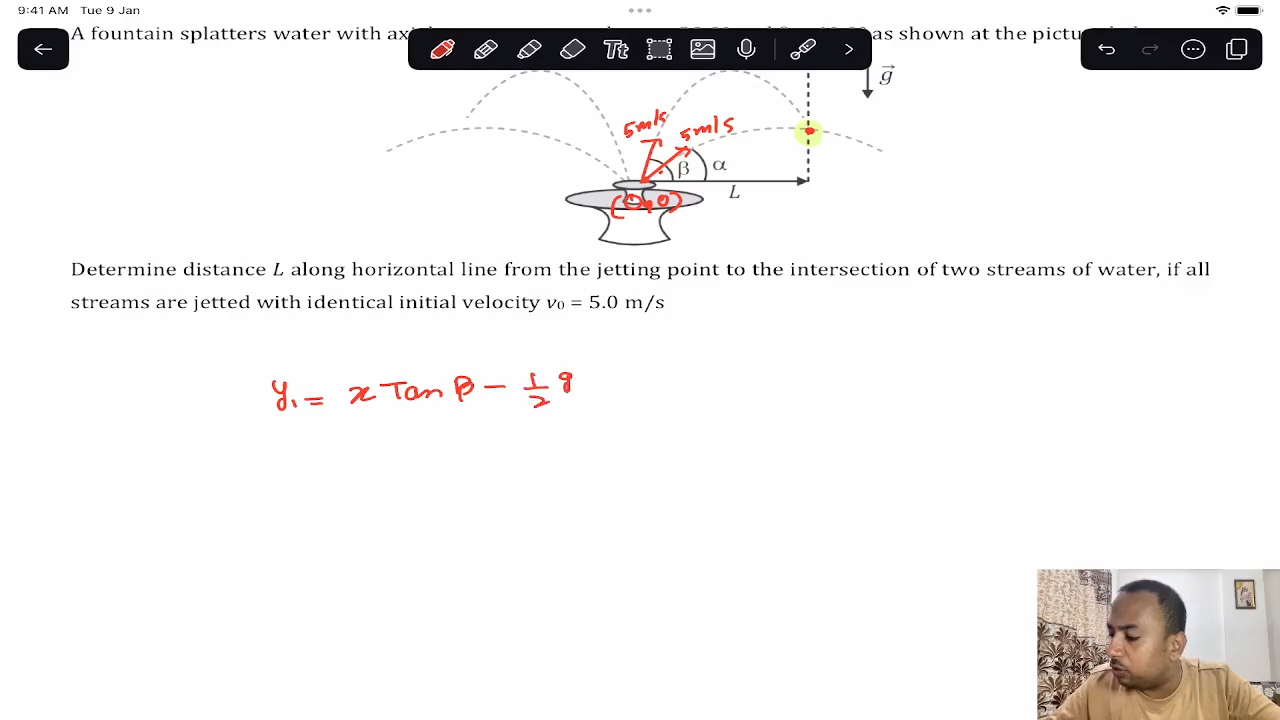 9:41 AM Tue 9 Jan
A fountain splatters water with as shown at the
Tt
g
5m/s
5m/s
β
α
L
(0,0)
Determine distance L along horizontal line from the jetting point to the intersection of two streams of water, if all
streams are jetted with identical initial velocity v₀ = 5.0 m/s
y₁ = x Tan β - 1/2 g